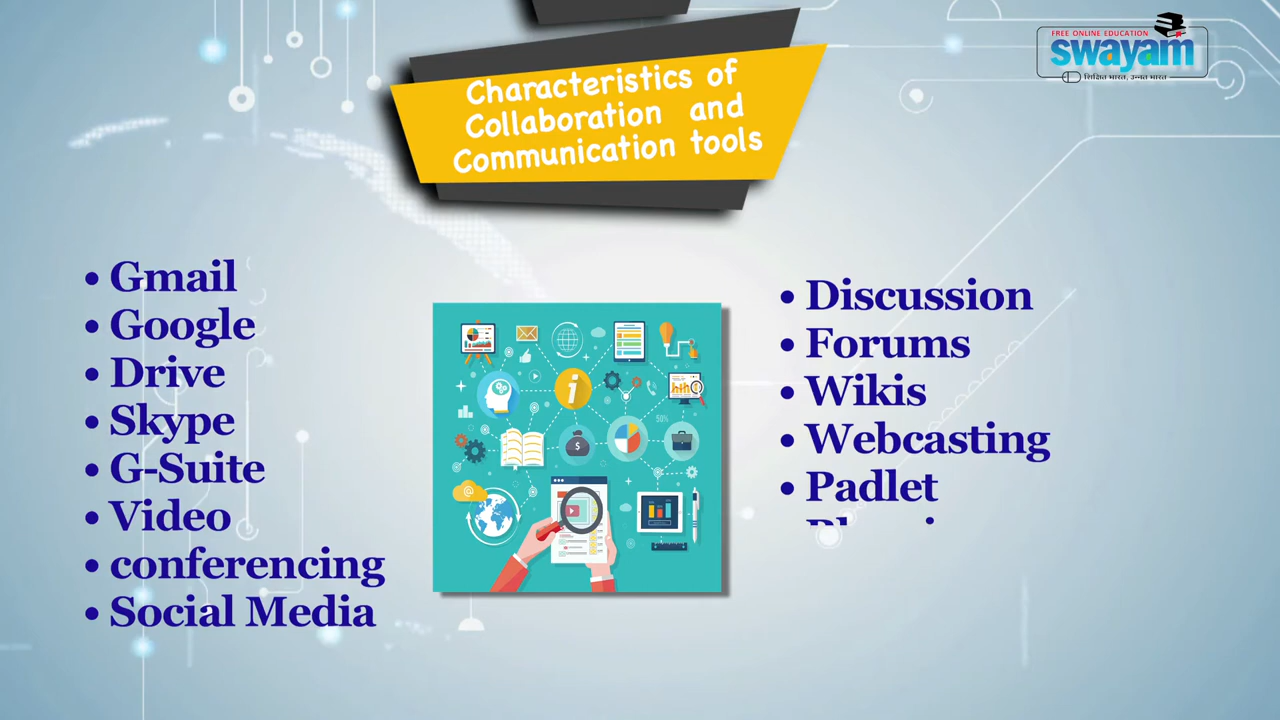 Characteristics of
Collaboration and
Communication tools
FREE ONLINE EDUCATION
swayam
शिक्षित भारत, उन्नत भारत
• Gmail
• Google
• Drive
• Skype
• G-Suite
• Video
• conferencing
• Social Media
• Discussion
• Forums
• Wikis
• Webcasting
• Padlet
i
$
50%